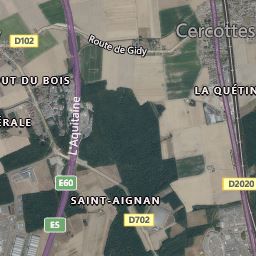 D102
Route de Gidy
Cercottes
UT DU BOIS
LA QUÉTIN
ÉRALE
L'Aquitaine
E60
D2020
SAINT-AIGNAN
D702
E5